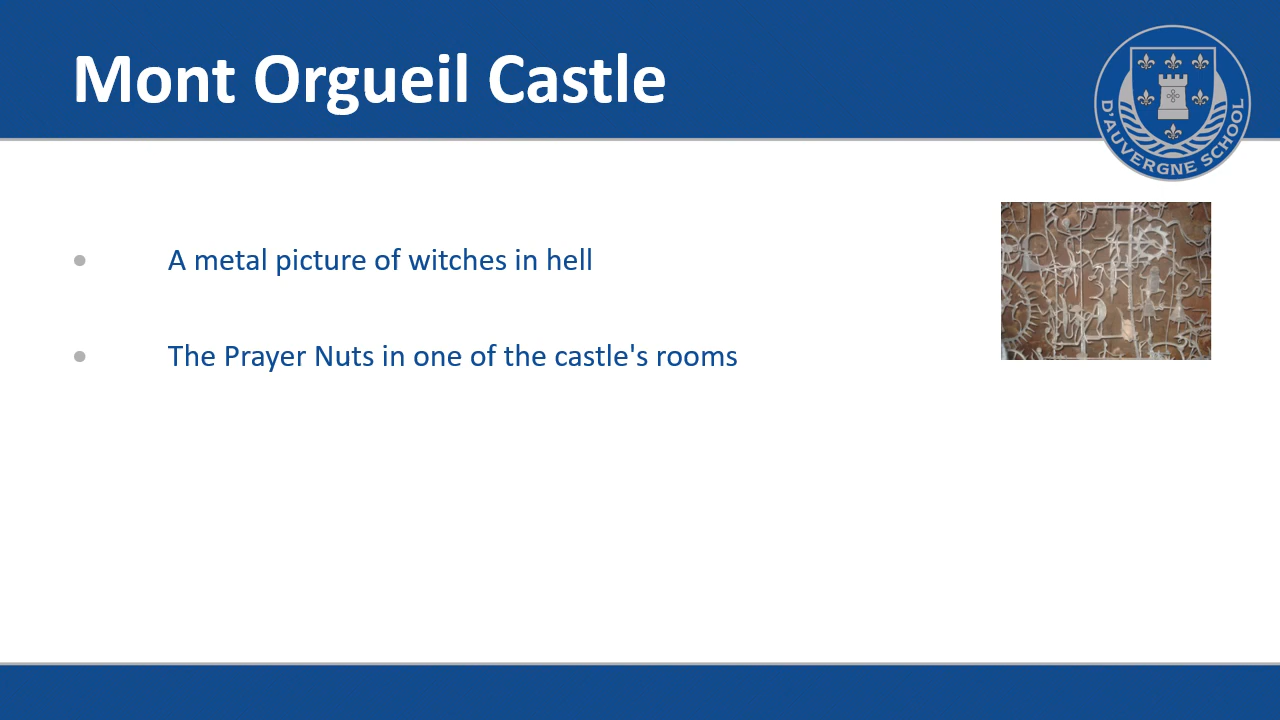 Mont Orgueil Castle
D'AUVERGNE SCHOOL
A metal picture of witches in hell
The Prayer Nuts in one of the castle's rooms